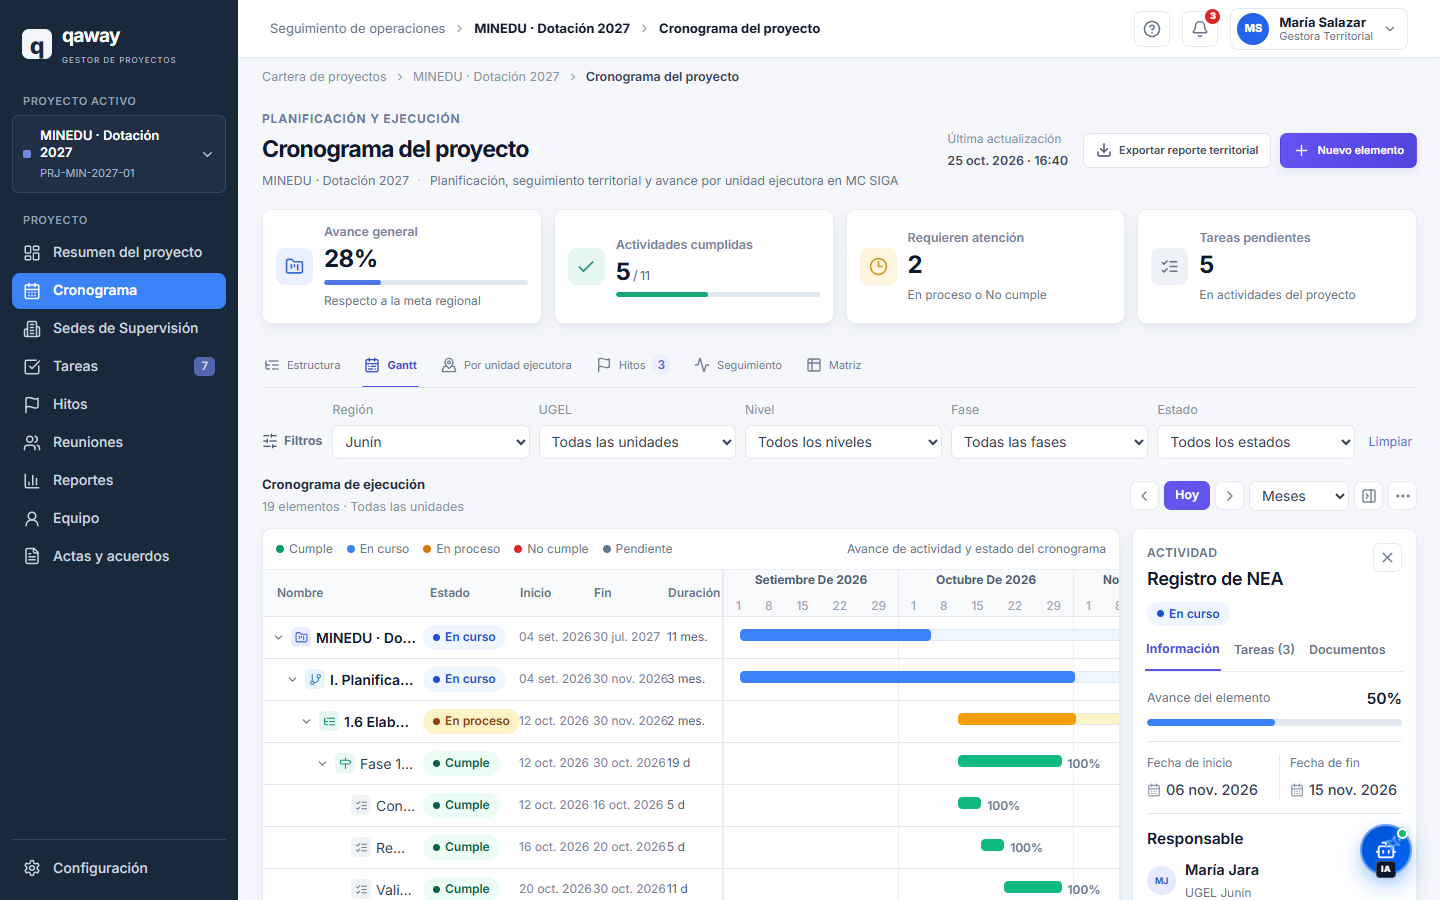 q qaway
GESTOR DE PROYECTOS
PROYECTO ACTIVO
MINEDU · Dotación 2027
PRJ-MIN-2027-01
PROYECTO
Resumen del proyecto
Cronograma
Sedes de Supervisión
Tareas 7
Hitos
Reuniones
Reportes
Equipo
Actas y acuerdos
Configuración
Seguimiento de operaciones > MINEDU · Dotación 2027 > Cronograma del proyecto
3
MS María Salazar
Gestora Territorial
Cartera de proyectos > MINEDU · Dotación 2027 > Cronograma del proyecto
PLANIFICACIÓN Y EJECUCIÓN
Cronograma del proyecto
MINEDU · Dotación 2027 · Planificación, seguimiento territorial y avance por unidad ejecutora en MC SIGA
Última actualización
25 oct. 2026 · 16:40
Exportar reporte territorial
Nuevo elemento
Avance general
28%
Respecto a la meta regional
Actividades cumplidas
5 / 11
Requieren atención
2
En proceso o No cumple
Tareas pendientes
5
En actividades del proyecto
Estructura Gantt Por unidad ejecutora Hitos 3 Seguimiento Matriz
Región UGEL Nivel Fase Estado
Filtros Junín Todas las unidades Todos los niveles Todas las fases Todos los estados Limpiar
Cronograma de ejecución
19 elementos · Todas las unidades
Hoy Meses
Cumple En curso En proceso No cumple Pendiente Avance de actividad y estado del cronograma
Nombre Estado Inicio Fin Duración
Setiembre De 2026 Octubre De 2026 No
1 8 15 22 29 1 8 15 22 29 1 8
MINEDU · Do... En curso 04 set. 2026 30 jul. 2027 11 mes.
I. Planifica... En curso 04 set. 2026 30 nov. 2026 3 mes.
1.6 Elab... En proceso 12 oct. 2026 30 nov. 2026 2 mes.
Fase 1... Cumple 12 oct. 2026 30 oct. 2026 19 d 100%
Con... Cumple 12 oct. 2026 16 oct. 2026 5 d 100%
Re... Cumple 16 oct. 2026 20 oct. 2026 5 d 100%
Vali... Cumple 20 oct. 2026 30 oct. 2026 11 d 100%
ACTIVIDAD
Registro de NEA
En curso
Información Tareas (3) Documentos
Avance del elemento 50%
Fecha de inicio Fecha de fin
06 nov. 2026 15 nov. 2026
Responsable
MJ María Jara
UGEL Junín
IA